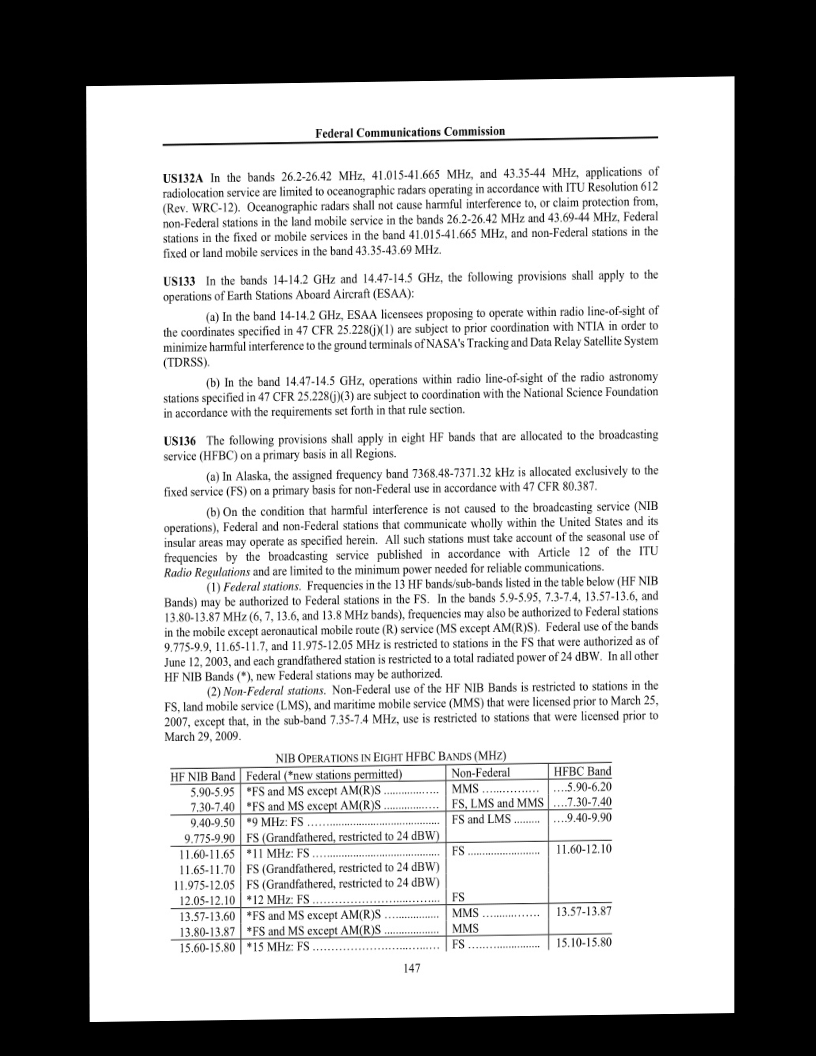 Federal Communications Commission
US132A In the bands 26.2-26.42 MHz, 41.015-41.665 MHz, and 43.35-44 MHz, applications of
radiolocation service are limited to oceanographic radars operating in accordance with ITU Resolution 612
(Rev. WRC-12). Oceanographic radars shall not cause harmful interference to, or claim protection from,
non-Federal stations in the land mobile service in the bands 26.2-26.42 MHz and 43.69-44 MHz, Federal
stations in the fixed or mobile services in the band 41.015-41.665 MHz, and non-Federal stations in the
fixed or land mobile services in the band 43.35-43.69 MHz.
US133 In the bands 14-14.2 GHz and 14.47-14.5 GHz, the following provisions shall apply to the
operations of Earth Stations Aboard Aircraft (ESAA):
(a) In the band 14-14.2 GHz, ESAA licensees proposing to operate within radio line-of-sight of
the coordinates specified in 47 CFR 25.228(j)(1) are subject to prior coordination with NTIA in order to
minimize harmful interference to the ground terminals of NASA's Tracking and Data Relay Satellite System
(TDRSS).
(b) In the band 14.47-14.5 GHz, operations within radio line-of-sight of the radio astronomy
stations specified in 47 CFR 25.228(j)(3) are subject to coordination with the National Science Foundation
in accordance with the requirements set forth in that rule section.
US136 The following provisions shall apply in eight HF bands that are allocated to the broadcasting
service (HFBC) on a primary basis in all Regions.
(a) In Alaska, the assigned frequency band 7368.48-7371.32 kHz is allocated exclusively to the
fixed service (FS) on a primary basis for non-Federal use in accordance with 47 CFR 80.387.
(b) On the condition that harmful interference is not caused to the broadcasting service (NIB
operations), Federal and non-Federal stations that communicate wholly within the United States and its
insular areas may operate as specified herein. All such stations must take account of the seasonal use of
frequencies by the broadcasting service published in accordance with Article 12 of the ITU
Radio Regulations and are limited to the minimum power needed for reliable communications.
(1) Federal stations. Frequencies in the 13 HF bands/sub-bands listed in the table below (HF NIB
Bands) may be authorized to Federal stations in the FS. In the bands 5.9-5.95, 7.3-7.4, 13.57-13.6, and
13.80-13.87 MHz (6, 7, 13.6, and 13.8 MHz bands), frequencies may also be authorized to Federal stations
in the mobile except aeronautical mobile route (R) service (MS except AM(R)S). Federal use of the bands
9.775-9.9, 11.65-11.7, and 11.975-12.05 MHz is restricted to stations in the FS that were authorized as of
June 12, 2003, and each grandfathered station is restricted to a total radiated power of 24 dBW. In all other
HF NIB Bands (*), new Federal stations may be authorized.
(2) Non-Federal stations. Non-Federal use of the HF NIB Bands is restricted to stations in the
FS, land mobile service (LMS), and maritime mobile service (MMS) that were licensed prior to March 25,
2007, except that, in the sub-band 7.35-7.4 MHz, use is restricted to stations that were licensed prior to
March 29, 2009.
NIB OPERATIONS IN EIGHT HFBC BANDS (MHz)
HF NIB Band Federal (*new stations permitted) Non-Federal HFBC Band
5.90-5.95 *FS and MS except AM(R)S .................. MMS ................ ....5.90-6.20
7.30-7.40 *FS and MS except AM(R)S .................. FS, LMS and MMS ....7.30-7.40
9.40-9.50 *9 MHz: FS .......................................... FS and LMS ......... ....9.40-9.90
9.775-9.90 FS (Grandfathered, restricted to 24 dBW)
11.60-11.65 *11 MHz: FS ........................................ FS ......................... 11.60-12.10
11.65-11.70 FS (Grandfathered, restricted to 24 dBW)
11.975-12.05 FS (Grandfathered, restricted to 24 dBW)
12.05-12.10 *12 MHz: FS ........................................ FS
13.57-13.60 *FS and MS except AM(R)S .................. MMS ................ 13.57-13.87
13.80-13.87 *FS and MS except AM(R)S .................. MMS
15.60-15.80 *15 MHz: FS ........................................ FS ......................... 15.10-15.80
147